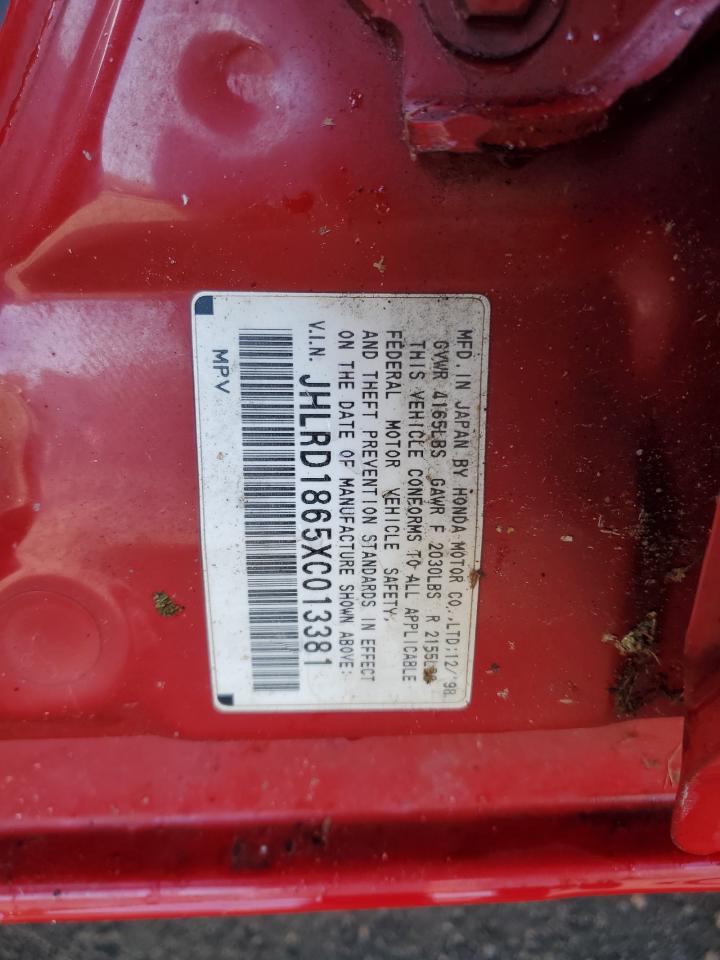 MFD. IN JAPAN BY HONDA MOTOR CO., LTD; 12/'98
GVWR 4165LBS GAWR F 2030LBS R 2155LBS
THIS VEHICLE CONFORMS TO ALL APPLICABLE
FEDERAL MOTOR VEHICLE SAFETY,
AND THEFT PREVENTION STANDARDS IN EFFECT
ON THE DATE OF MANUFACTURE SHOWN ABOVE:
V.I.N. JHLRD1865XC013381
MPV